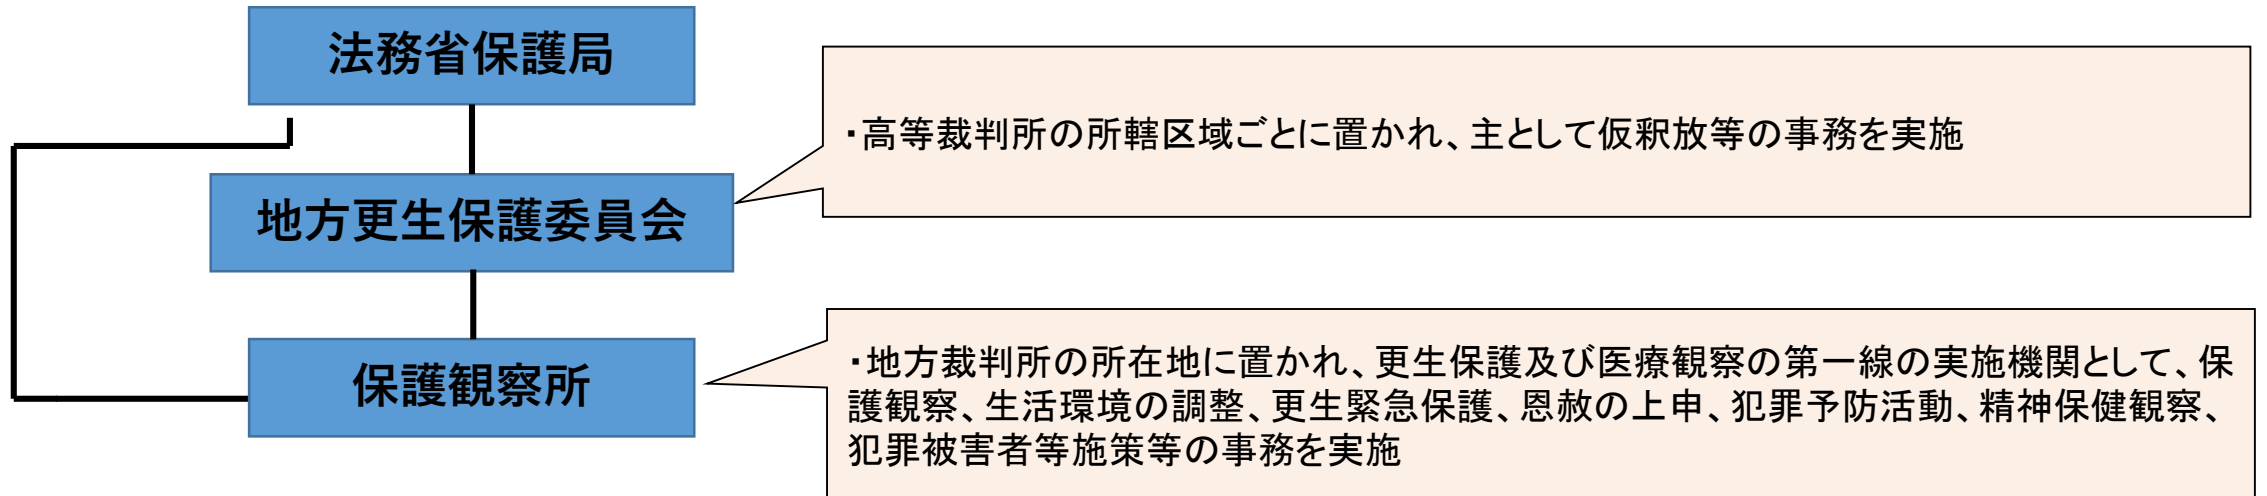 法務省保護局
・高等裁判所の所轄区域ごとに置かれ、主として仮釈放等の事務を実施
地方更生保護委員会
保護観察所
・地方裁判所の所在地に置かれ、更生保護及び医療観察の第一線の実施機関として、保
護観察、生活環境の調整、更生緊急保護、恩赦の上申、犯罪予防活動、精神保健観察、
犯罪被害者等施策等の事務を実施